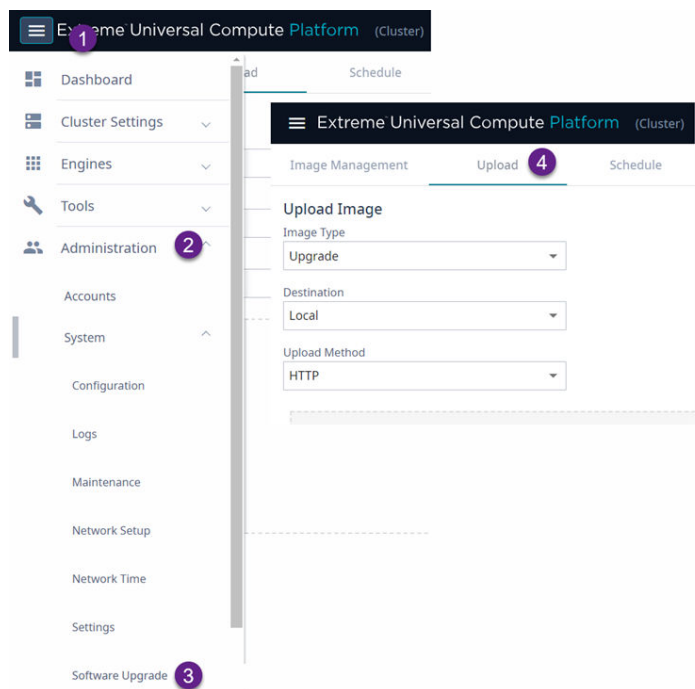 Extreme Universal Compute Platform (Cluster)
1
Dashboard
ad
Schedule
Cluster Settings
Engines
Tools
Administration 2
Accounts
System
Configuration
Logs
Maintenance
Network Setup
Network Time
Settings
Software Upgrade 3
Extreme Universal Compute Platform (Cluster)
Image Management
Upload 4
Schedule
Upload Image
Image Type
Upgrade
Destination
Local
Upload Method
HTTP